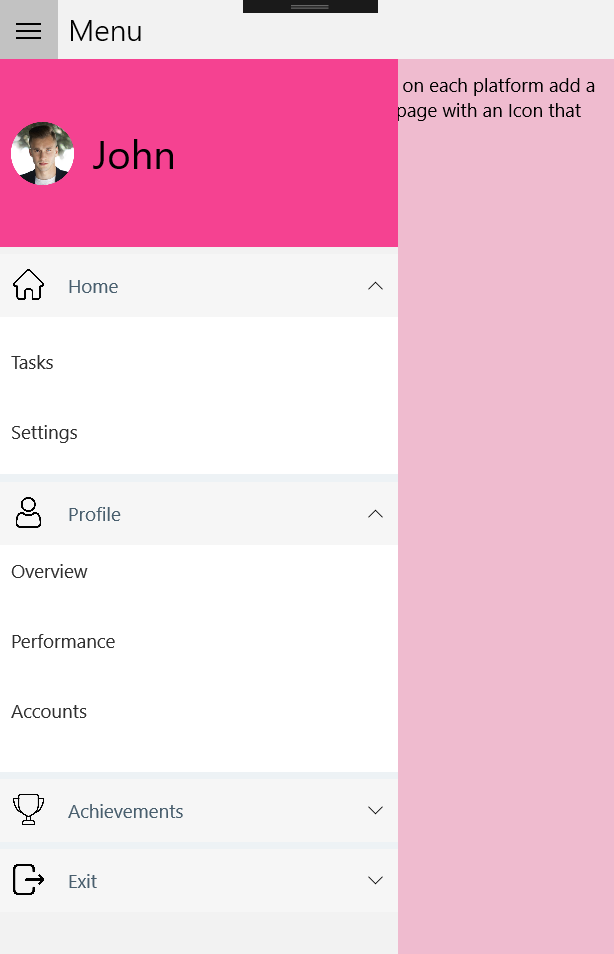 Menu
on each platform add a
page with an Icon that
John
Home
Tasks
Settings
Profile
Overview
Performance
Accounts
Achievements
Exit